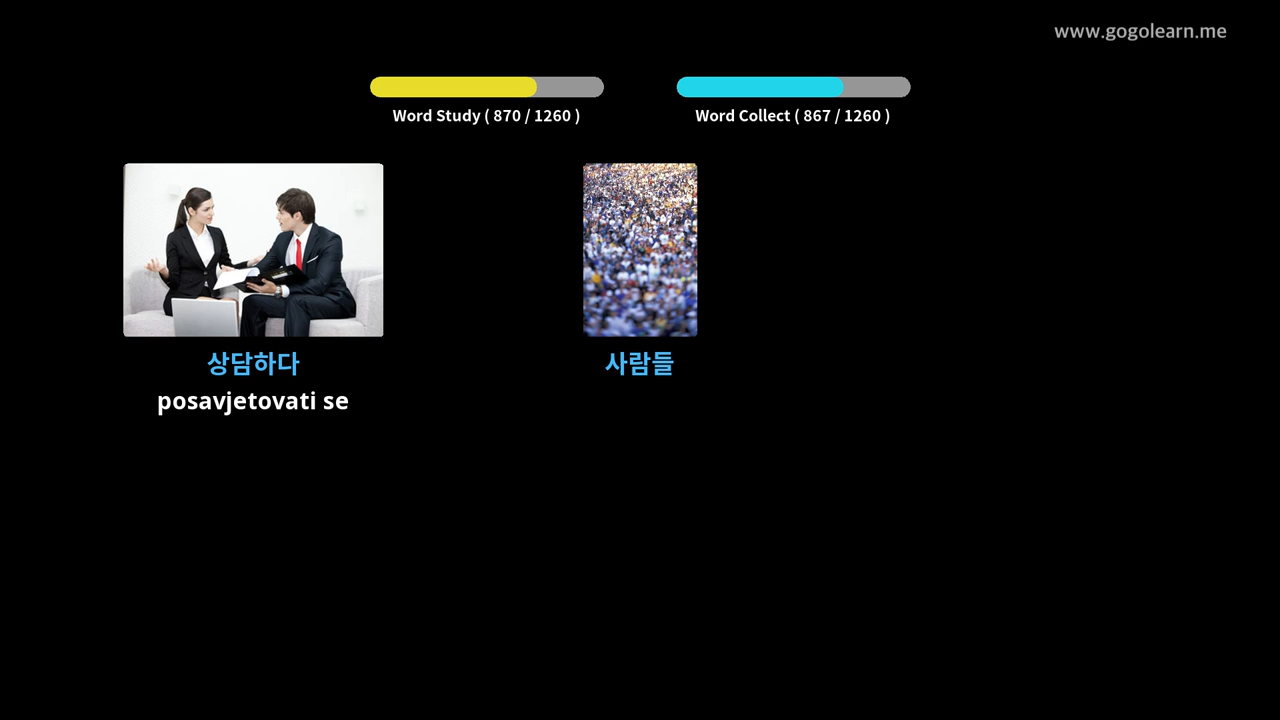 www.gogolearn.me
Word Study ( 870 / 1260 )
Word Collect ( 867 / 1260 )
상담하다
사람들
posavjetovati se